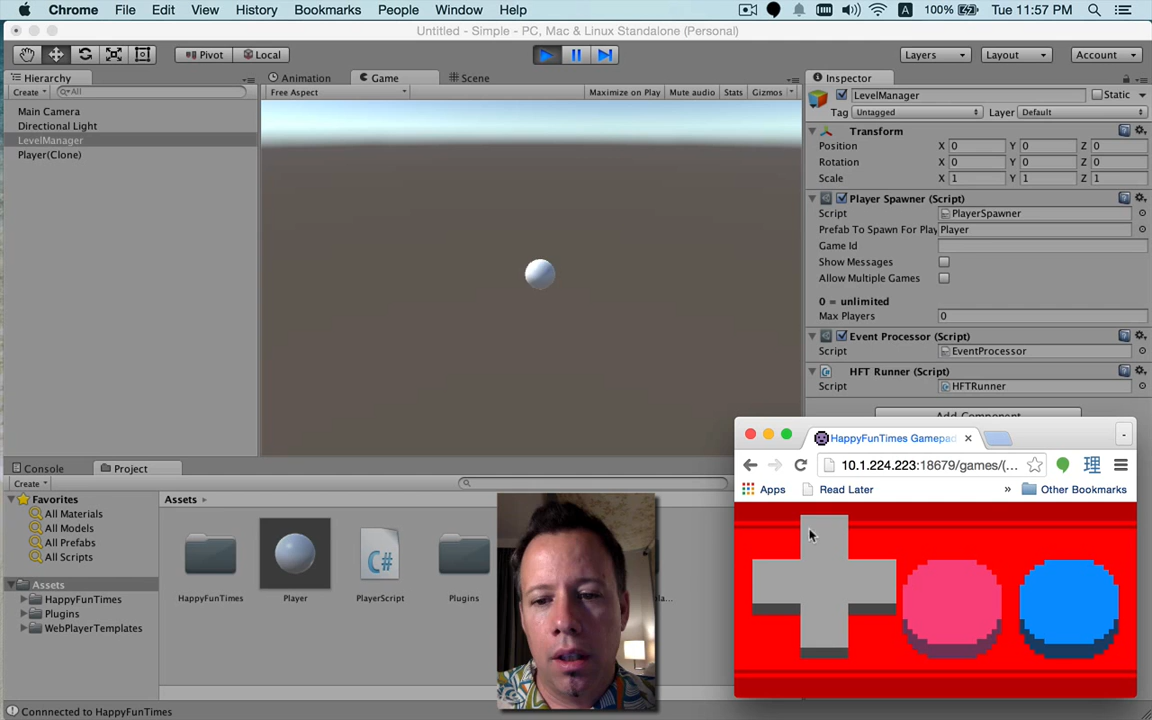 Chrome File Edit View History Bookmarks People Window Help 100% Tue 11:57 PM
Untitled - Simple - PC, Mac & Linux Standalone (Personal)
Pivot Local Layers Layout Account
Hierarchy Animation Game Scene Inspector
Create All Free Aspect Maximize on Play Mute audio Stats Gizmos LevelManager Static
Tag Untagged Layer Default
Main Camera
Directional Light
LevelManager
Player(Clone)
Transform
Position X 0 Y 0 Z 0
Rotation X 0 Y 0 Z 0
Scale X 1 Y 1 Z 1
Player Spawner (Script)
Script PlayerSpawner
Prefab To Spawn For Play Player
Game Id
Show Messages
Allow Multiple Games
0 = unlimited
Max Players 0
Event Processor (Script)
Script EventProcessor
HFT Runner (Script)
Script HFTRunner
Add Component
Console Project
Create
Favorites
All Materials
All Models
All Prefabs
All Scripts
Assets
HappyFunTimes
Plugins
WebPlayerTemplates
Assets
HappyFunTimes Player PlayerScript Plugins
C#
HappyFunTimes Gamepad
10.1.224.223:18679/games/(...
理
Apps Read Later » Other Bookmarks
Connnected to HappyFunTimes